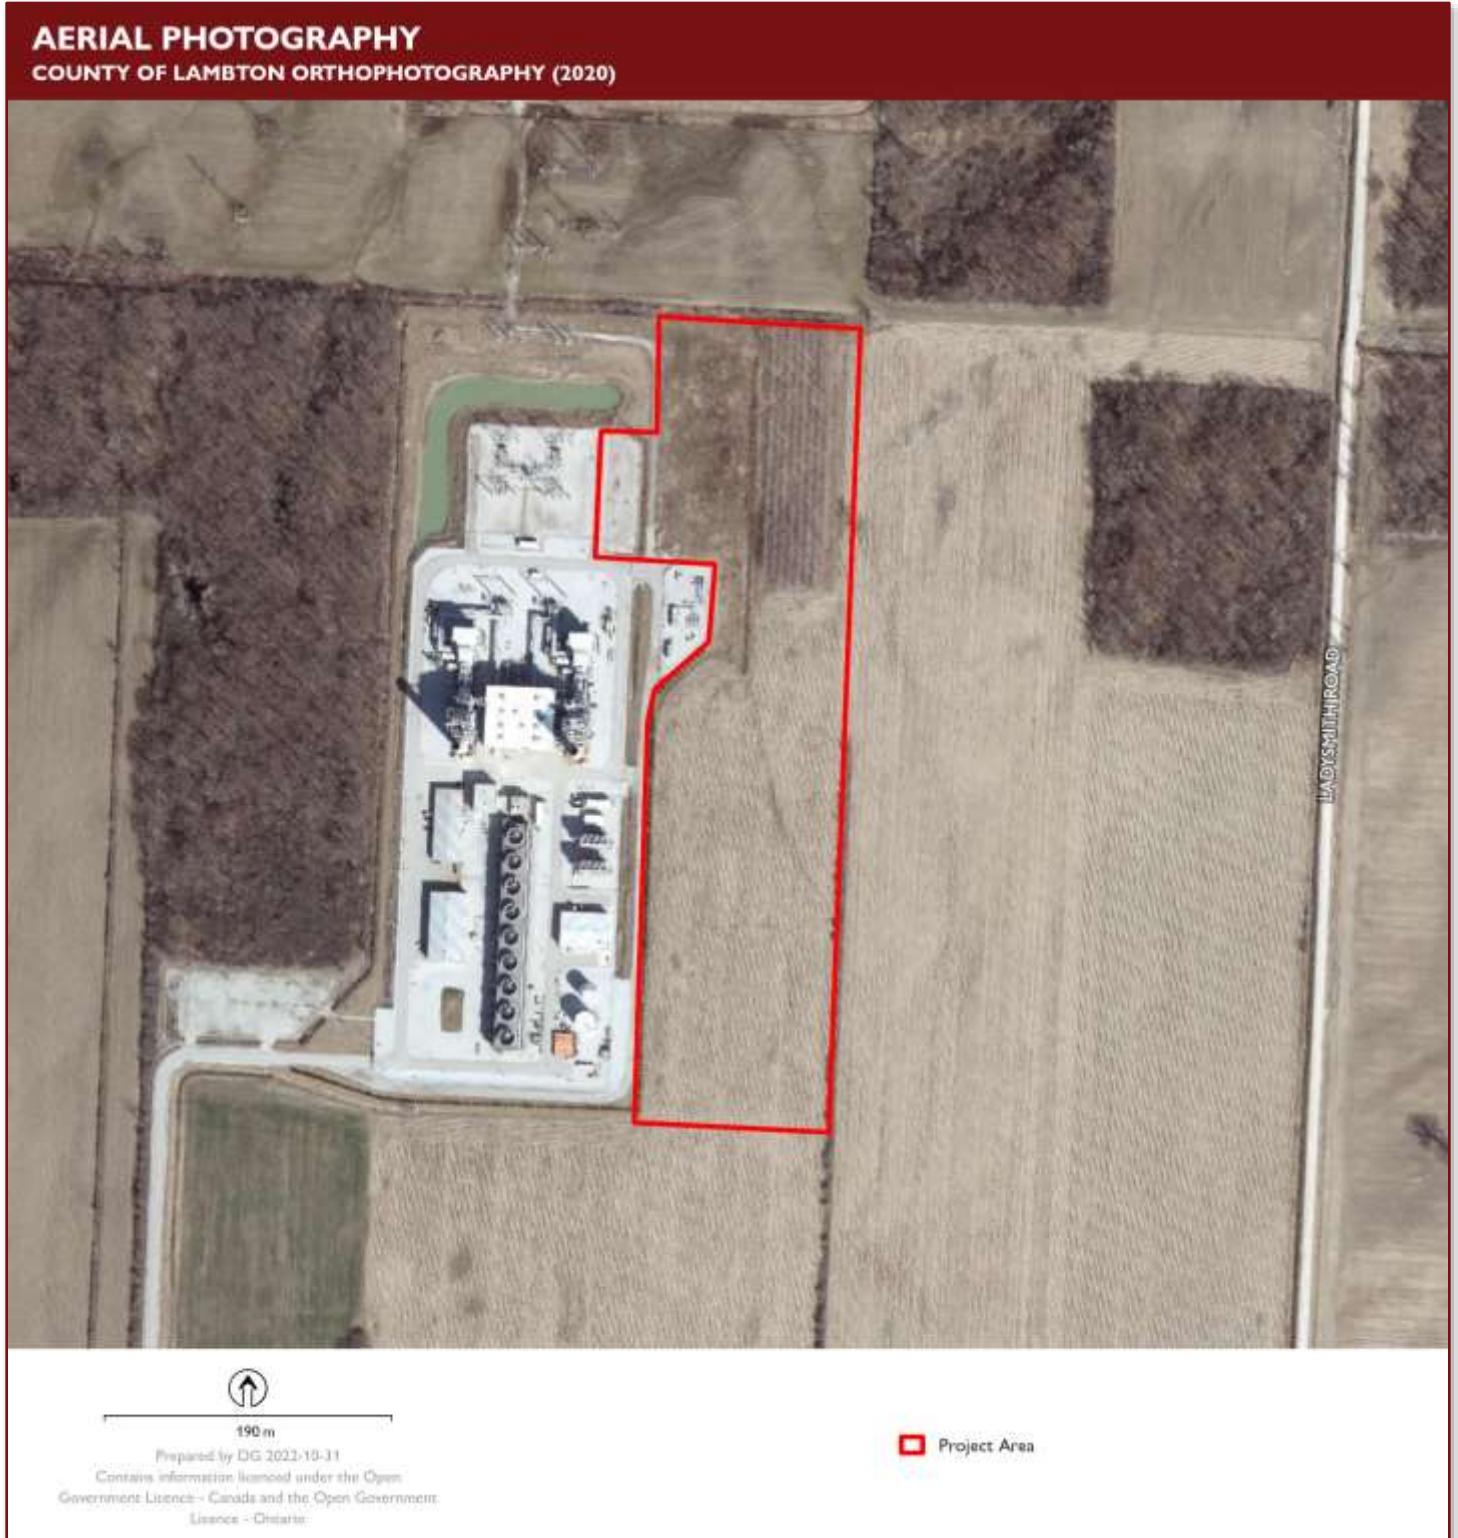 AERIAL PHOTOGRAPHY
COUNTY OF LAMBTON ORTHOPHOTOGRAPHY (2020)
LADYSMITH ROAD
190 m
Prepared by DG 2022-10-31
Contains information licenced under the Open
Government Licence - Canada and the Open Government
Licence - Ontario
Project Area